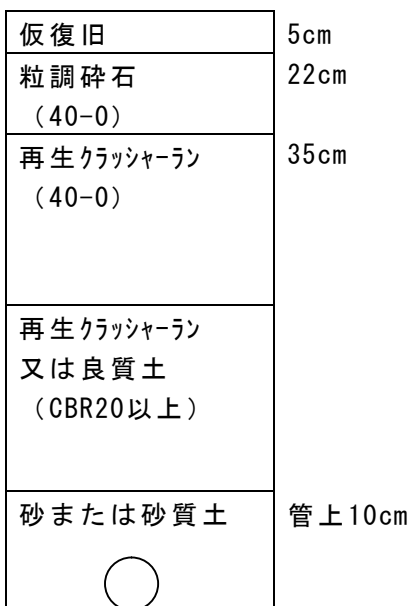 仮復旧 5cm
粒調砕石 22cm
(40-0)
再生ｸﾗｯｼｬｰﾗﾝ 35cm
(40-0)
再生ｸﾗｯｼｬｰﾗﾝ
又は良質土
(CBR20以上)
砂または砂質土 管上10cm